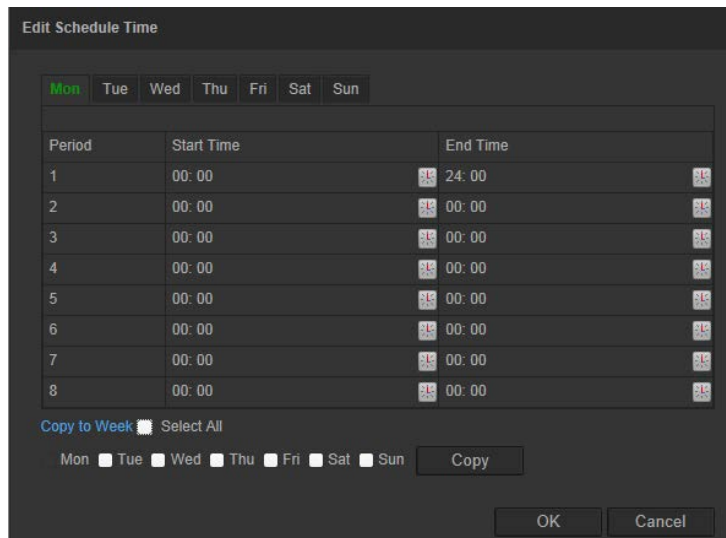 Edit Schedule Time
Mon Tue Wed Thu Fri Sat Sun
Period Start Time End Time
1 00: 00 24: 00
2 00: 00 00: 00
3 00: 00 00: 00
4 00: 00 00: 00
5 00: 00 00: 00
6 00: 00 00: 00
7 00: 00 00: 00
8 00: 00 00: 00
Copy to Week Select All
Mon Tue Wed Thu Fri Sat Sun Copy
OK Cancel